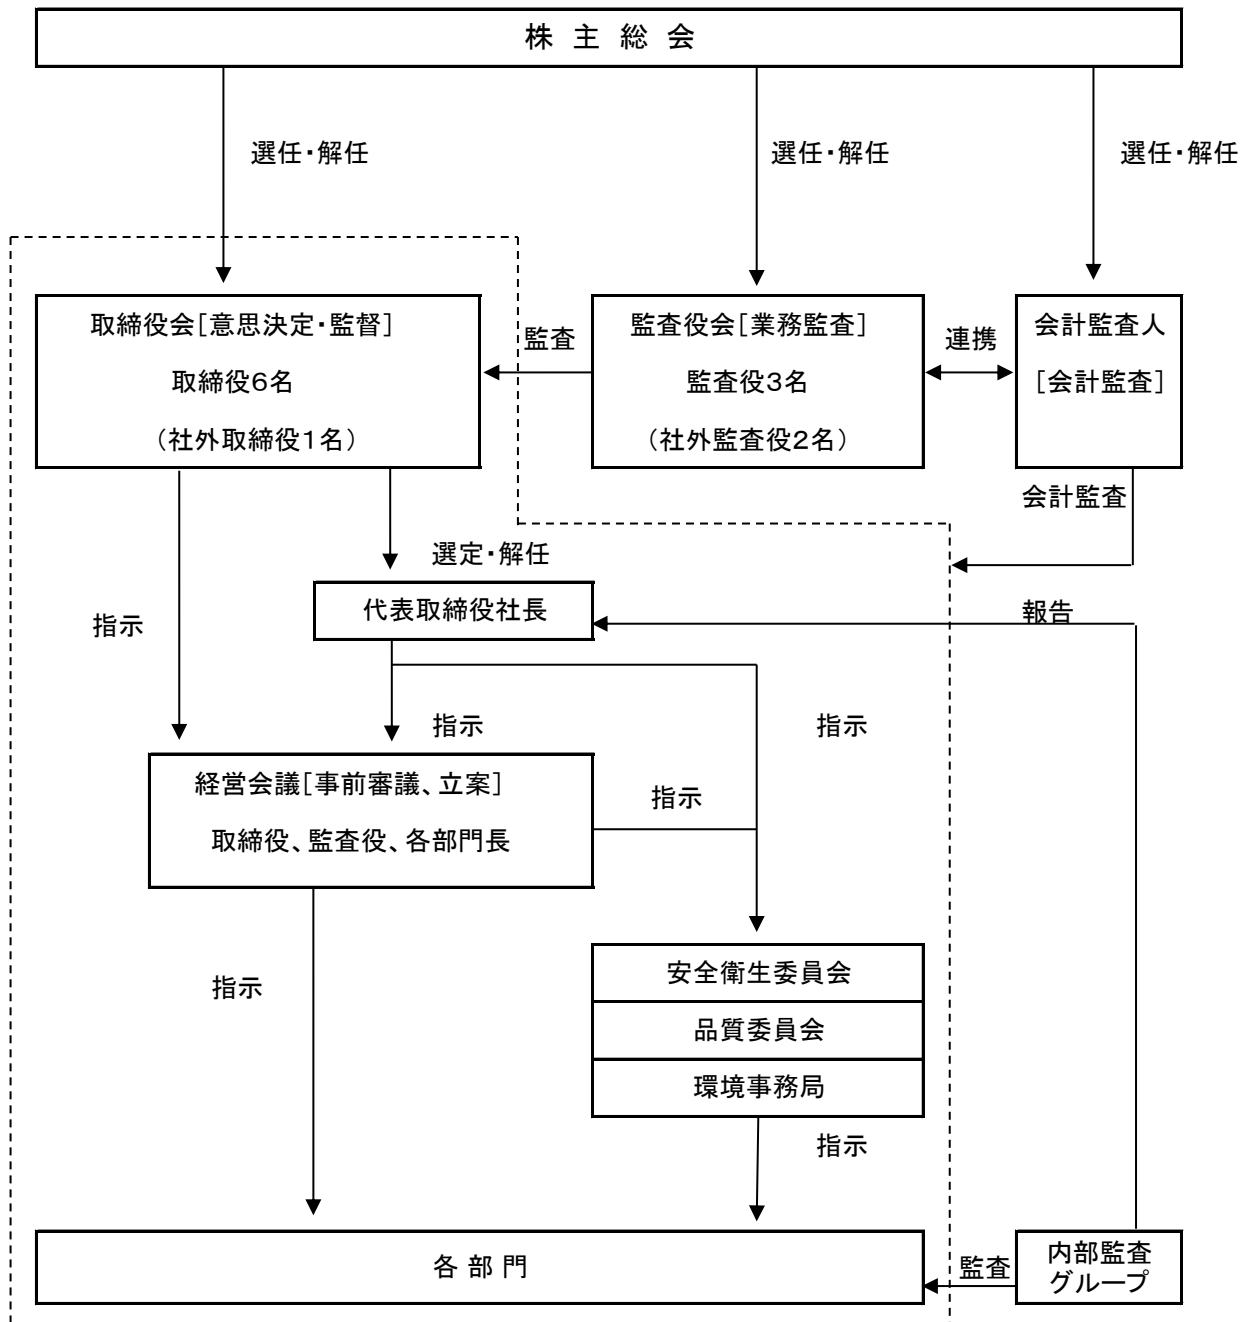 株 主 総 会
選任・解任
選任・解任
選任・解任
取締役会[意思決定・監督]
取締役6名
（社外取締役1名）
監査
監査役会[業務監査]
監査役3名
（社外監査役2名）
連携
会計監査人
[会計監査]
会計監査
選定・解任
代表取締役社長
報告
指示
指示
指示
経営会議[事前審議、立案]
取締役、監査役、各部門長
指示
安全衛生委員会
品質委員会
環境事務局
指示
指示
各 部 門
監査
内部監査
グループ